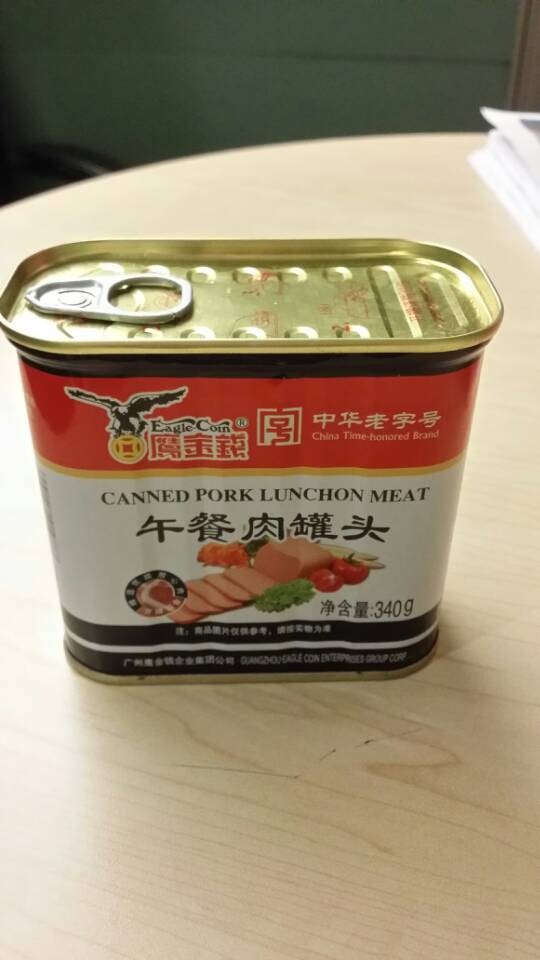 Eagle Coin®
鹰金钱
中华老字号
China Time-honored Brand
CANNED PORK LUNCHON MEAT
午餐肉罐头
净含量:340g
注：商品图片仅供参考，请按实物为准
广州鹰金钱企业集团公司 GUANGZHOU EAGLE COIN ENTERPRISES GROUP CORP.